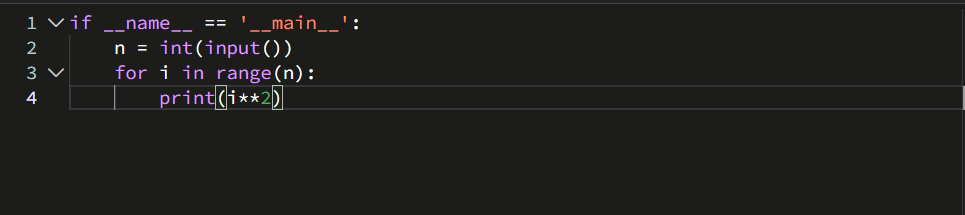 1 if __name__ == '__main__':
2     n = int(input())
3     for i in range(n):
4         print(i**2)